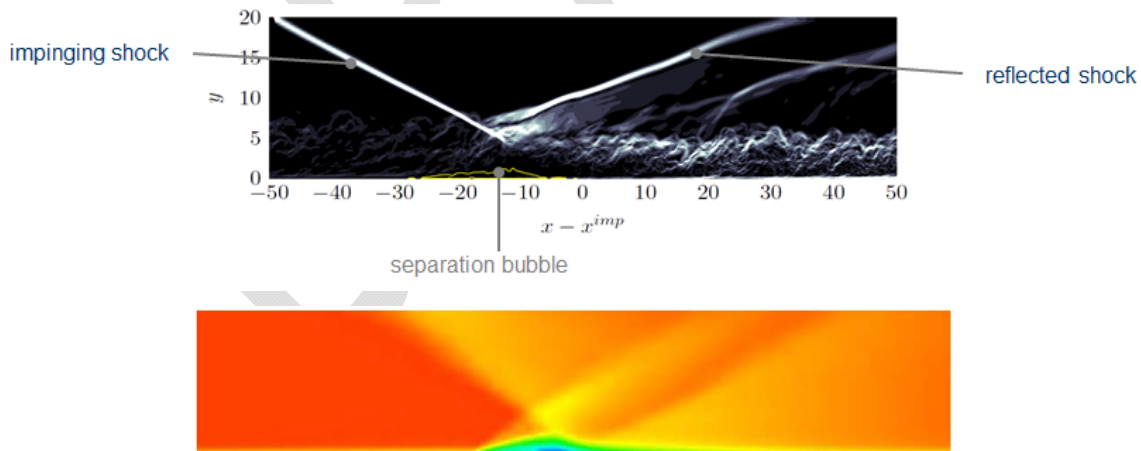 impinging shock
reflected shock
20
15
10
5
0
y
−50 −40 −30 −20 −10 0 10 20 30 40 50
x − x^{imp}
separation bubble